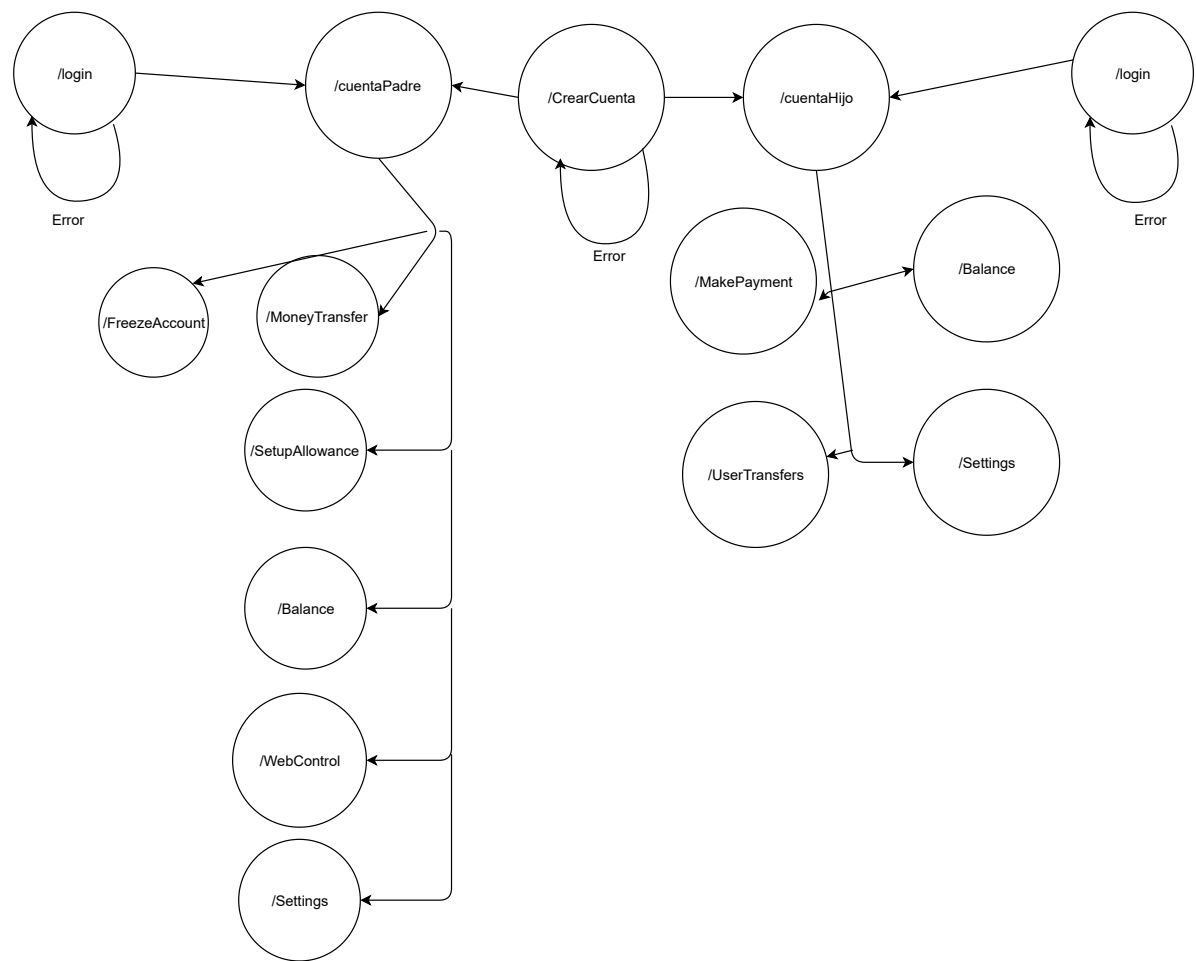 /login
/cuentaPadre
/CrearCuenta
/cuentaHijo
/login
Error
Error
Error
/FreezeAccount
/MoneyTransfer
/MakePayment
/Balance
/SetupAllowance
/UserTransfers
/Settings
/Balance
/WebControl
/Settings